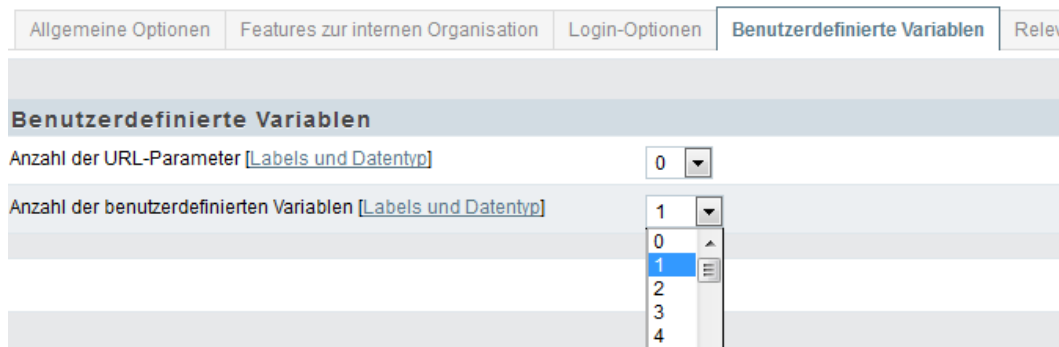 Allgemeine Optionen Features zur internen Organisation Login-Optionen Benutzerdefinierte Variablen
Benutzerdefinierte Variablen
Anzahl der URL-Parameter [Labels und Datentyp] 0
Anzahl der benutzerdefinierten Variablen [Labels und Datentyp] 1
0
1
2
3
4